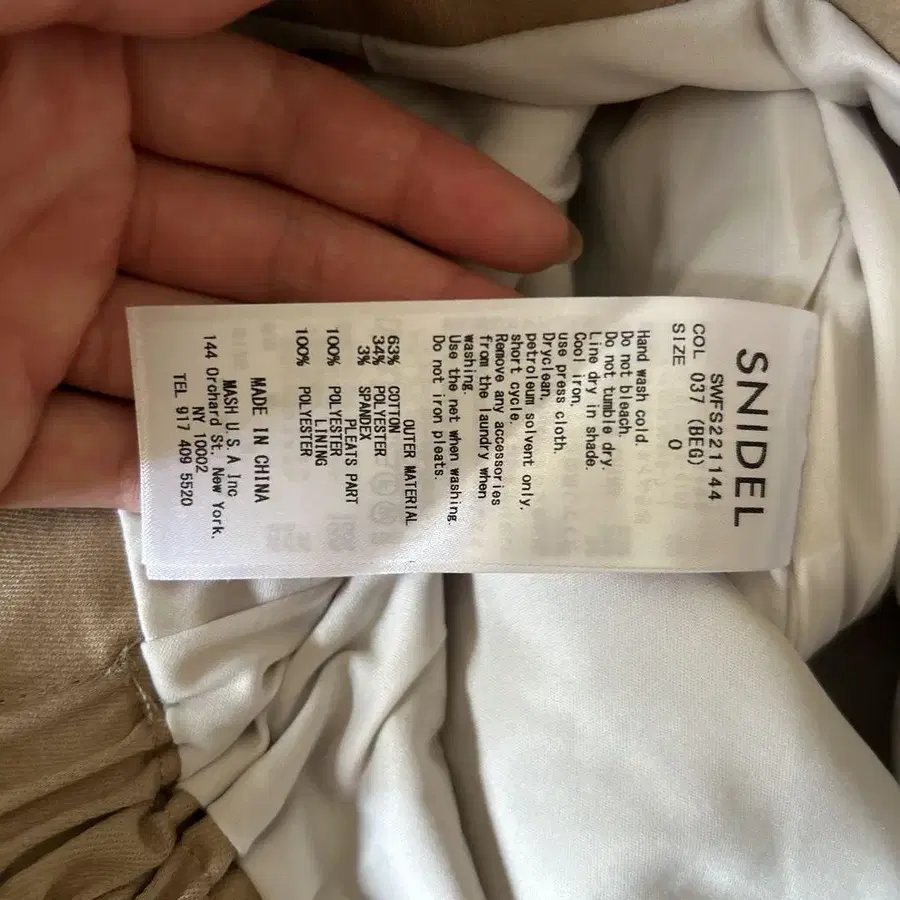 SNIDEL
SWFS221144
COL 037 (BEG)
SIZE 0
Hand wash cold.
Do not bleach.
Do not tumble dry.
Line dry in shade.
Cool iron,
use press cloth.
Dryclean,
petroleum solvent only,
short cycle.
Remove any accessories
from the laundry when
washing.
Use the net when washing.
Do not iron pleats.
OUTER MATERIAL
63% COTTON
34% POLYESTER
3% SPANDEX
PLEATS PART
100% POLYESTER
LINING
100% POLYESTER
MADE IN CHINA
MASH U.S.A Inc
144 Orchard St. New York.
NY 10002
TEL 917 409 5520